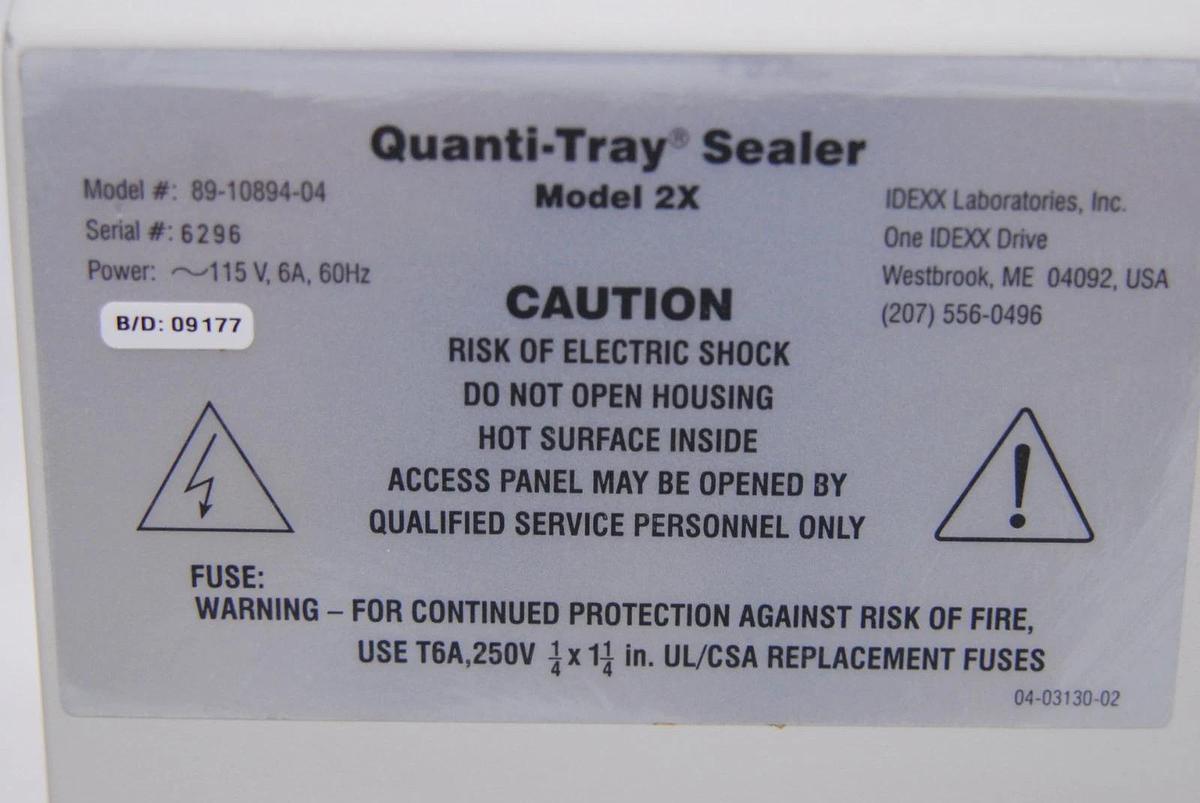 Quanti-Tray® Sealer
Model 2X
Model #: 89-10894-04
Serial #: 6296
Power: ~115 V, 6A, 60Hz
B/D: 09177
IDEXX Laboratories, Inc.
One IDEXX Drive
Westbrook, ME 04092, USA
(207) 556-0496
CAUTION
RISK OF ELECTRIC SHOCK
DO NOT OPEN HOUSING
HOT SURFACE INSIDE
ACCESS PANEL MAY BE OPENED BY
QUALIFIED SERVICE PERSONNEL ONLY
FUSE:
WARNING – FOR CONTINUED PROTECTION AGAINST RISK OF FIRE,
USE T6A,250V 1/4 x 1 1/4 in. UL/CSA REPLACEMENT FUSES
04-03130-02